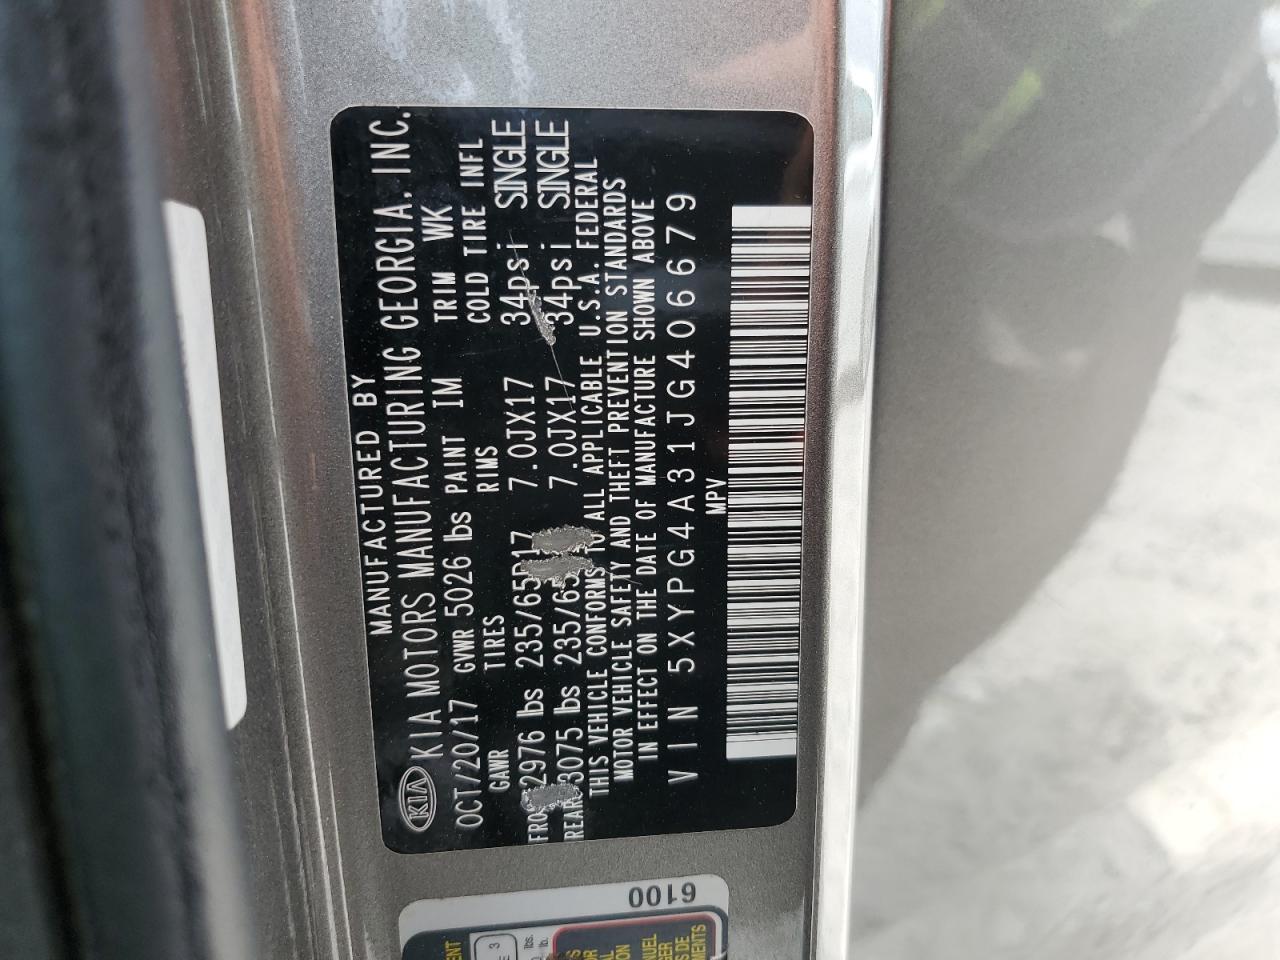 MANUFACTURED BY
KIA KIA MOTORS MANUFACTURING GEORGIA, INC.
OCT/20/17 GVWR 5026 lbs PAINT IM TRIM WK
GAWR TIRES RIMS COLD TIRE INFL
2976 lbs 235/65R17 7.0JX17 34psi SINGLE
REAR 3075 lbs 235/65 7.0JX17 34psi SINGLE
THIS VEHICLE CONFORMS TO ALL APPLICABLE U.S.A. FEDERAL
MOTOR VEHICLE SAFETY AND THEFT PREVENTION STANDARDS
IN EFFECT ON THE DATE OF MANUFACTURE SHOWN ABOVE
VIN 5XYPG4A31JG406679
MPV
6100